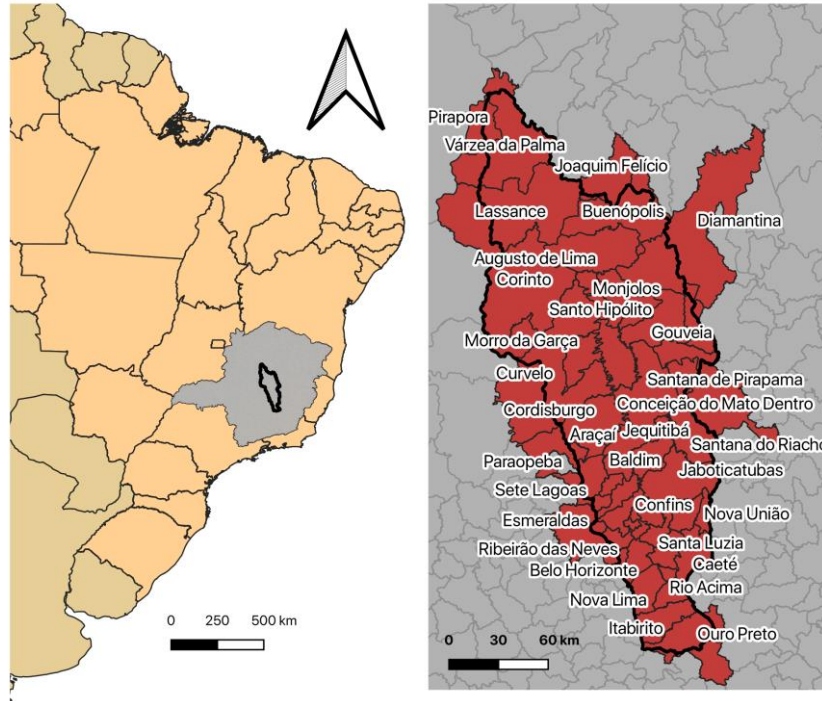 0 250 500 km
Pirapora
Várzea da Palma
Joaquim Felício
Lassance
Buenópolis
Diamantina
Augusto de Lima
Corinto
Monjolos
Santo Hipólito
Gouveia
Morro da Garça
Curvelo
Santana de Pirapama
Conceição do Mato Dentro
Cordisburgo
Jequitibá
Araçaí
Santana do Riacho
Baldim
Paraopeba
Jaboticatubas
Sete Lagoas
Confins
Nova União
Esmeraldas
Santa Luzia
Ribeirão das Neves
Caeté
Belo Horizonte
Rio Acima
Nova Lima
Itabirito
Ouro Preto
0 30 60 km